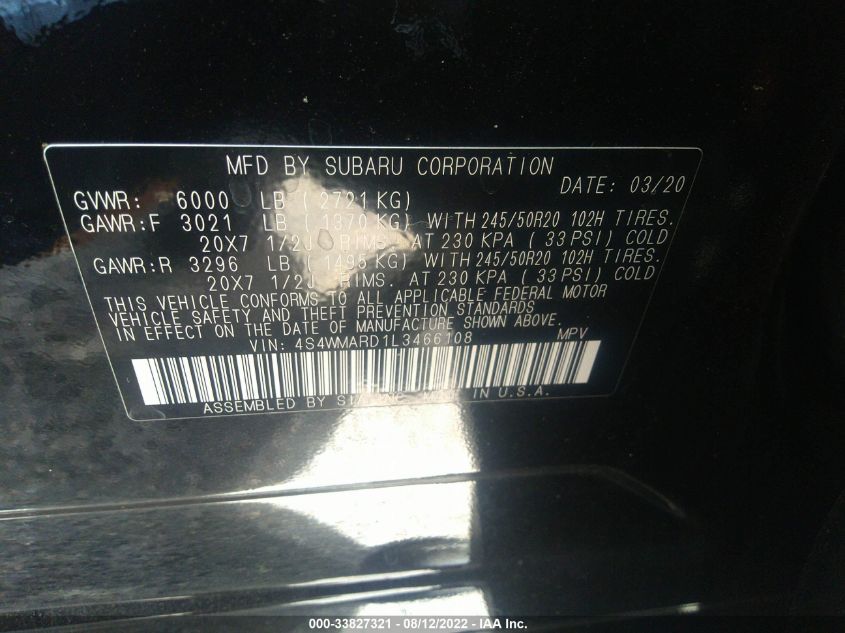 MFD BY SUBARU CORPORATION
DATE: 03/20
GVWR: 6000 LB ( 2721 KG)
GAWR:F 3021 LB ( 1370 KG) WITH 245/50R20 102H TIRES.
20X7 1/2J RIMS. AT 230 KPA ( 33 PSI) COLD
GAWR:R 3296 LB ( 1495 KG) WITH 245/50R20 102H TIRES.
20X7 1/2J RIMS. AT 230 KPA ( 33 PSI) COLD
THIS VEHICLE CONFORMS TO ALL APPLICABLE FEDERAL MOTOR
VEHICLE SAFETY AND THEFT PREVENTION STANDARDS
IN EFFECT ON THE DATE OF MANUFACTURE SHOWN ABOVE.
VIN: 4S4WMARD1L3466108 MPV
ASSEMBLED BY IN U.S.A.
000-33827321 - 08/12/2022 - IAA Inc.